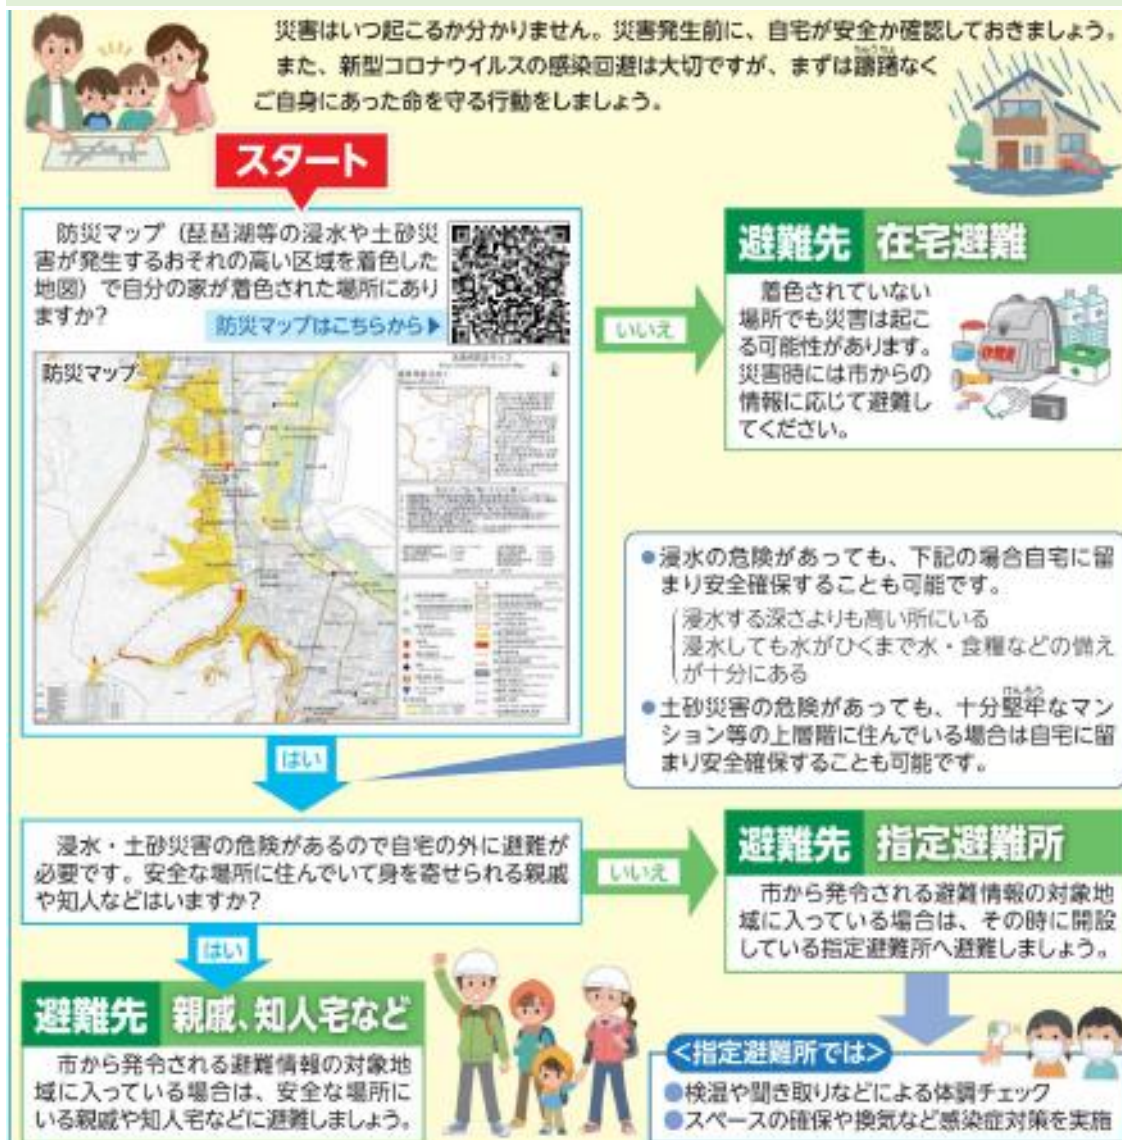 災害はいつ起こるか分かりません。災害発生前に、自宅が安全か確認しておきましょう。
また、新型コロナウイルスの感染回避は大切ですが、まずは躊躇なく
ご自身にあった命を守る行動をしましょう。
スタート
防災マップ（琵琶湖等の浸水や土砂災
害が発生するおそれの高い区域を着色した
地図）で自分の家が着色された場所にあり
ますか？
防災マップはこちらから▶
防災マップ
いいえ
避難先 在宅避難
着色されていない
場所でも災害は起こ
る可能性があります。
災害時には市からの
情報に応じて避難し
てください。
●浸水の危険があっても、下記の場合自宅に留
まり安全確保することも可能です。
浸水する深さよりも高い所にいる
浸水しても水がひくまで水・食糧などの備え
が十分にある
●土砂災害の危険があっても、十分堅牢なマン
ション等の上層階に住んでいる場合は自宅に留
まり安全確保することも可能です。
はい
浸水・土砂災害の危険があるので自宅の外に避難が
必要です。安全な場所に住んでいて身を寄せられる親戚
や知人などはいますか？
いいえ
避難先 指定避難所
市から発令される避難情報の対象地
域に入っている場合は、その時に開設
している指定避難所へ避難しましょう。
はい
避難先 親戚、知人宅など
市から発令される避難情報の対象地
域に入っている場合は、安全な場所に
いる親戚や知人宅などに避難しましょう。
<指定避難所では>
●検温や聞き取りなどによる体調チェック
●スペースの確保や換気など感染症対策を実施